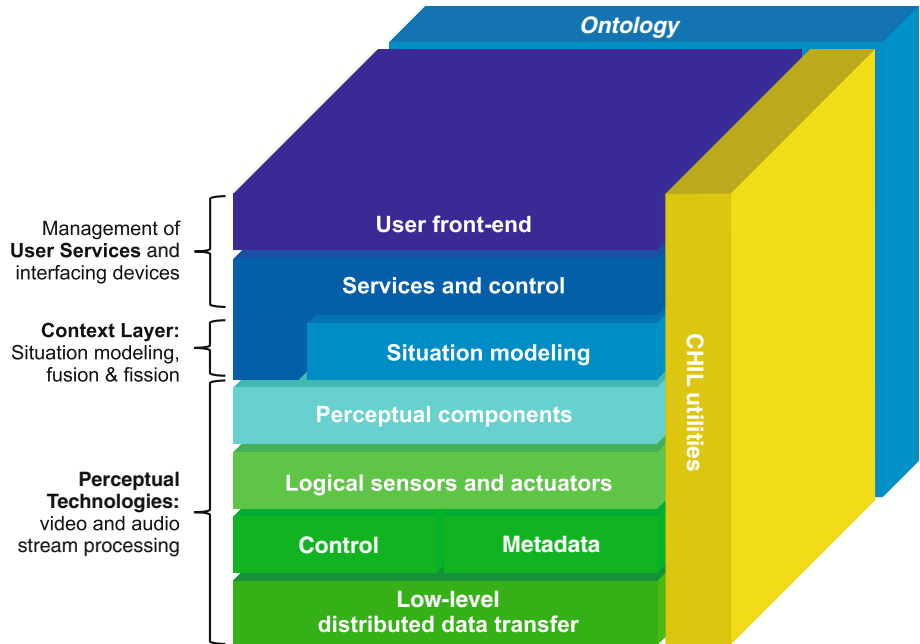 Ontology
Management of
User Services and
interfacing devices
User front-end
Services and control
Context Layer:
Situation modeling,
fusion & fission
Situation modeling
CHIL utilities
Perceptual components
Perceptual
Technologies:
video and audio
stream processing
Logical sensors and actuators
Control
Metadata
Low-level
distributed data transfer